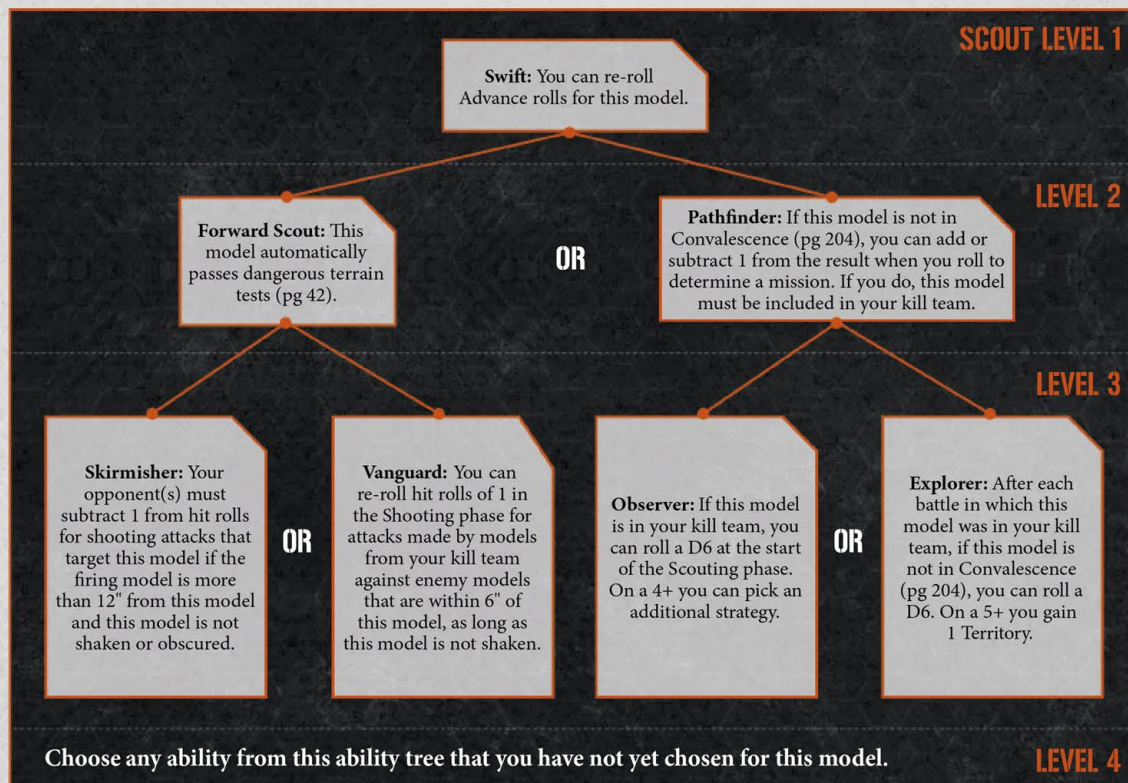 SCOUT LEVEL 1
Swift: You can re-roll
Advance rolls for this model.
LEVEL 2
Forward Scout: This
model automatically
passes dangerous terrain
tests (pg 42).
OR
Pathfinder: If this model is not in
Convalescence (pg 204), you can add or
subtract 1 from the result when you roll to
determine a mission. If you do, this model
must be included in your kill team.
LEVEL 3
Skirmisher: Your
opponent(s) must
subtract 1 from hit rolls
for shooting attacks that
target this model if the
firing model is more
than 12" from this model
and this model is not
shaken or obscured.
OR
Vanguard: You can
re-roll hit rolls of 1 in
the Shooting phase for
attacks made by models
from your kill team
against enemy models
that are within 6" of
this model, as long as
this model is not shaken.
Observer: If this model
is in your kill team, you
can roll a D6 at the start
of the Scouting phase.
On a 4+ you can pick an
additional strategy.
OR
Explorer: After each
battle in which this
model was in your kill
team, if this model is
not in Convalescence
(pg 204), you can roll a
D6. On a 5+ you gain
1 Territory.
Choose any ability from this ability tree that you have not yet chosen for this model.
LEVEL 4